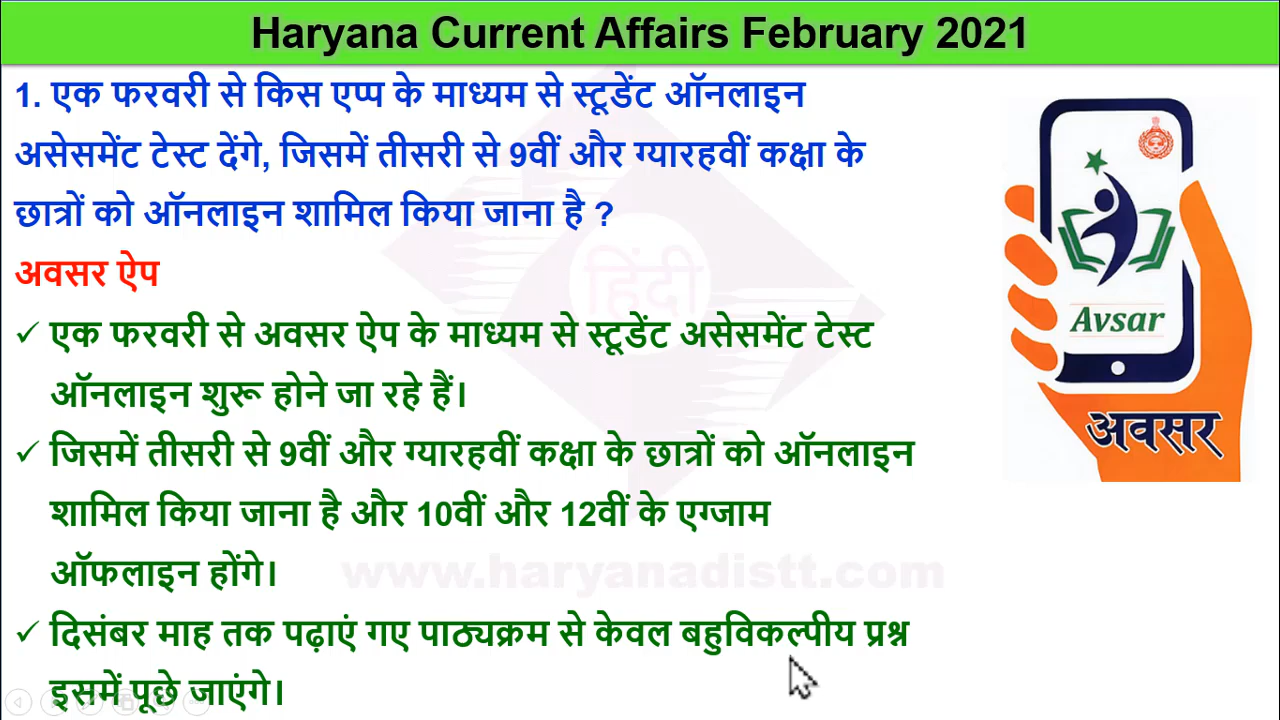 Haryana Current Affairs February 2021
1. एक फरवरी से किस एप्प के माध्यम से स्टूडेंट ऑनलाइन
असेसमेंट टेस्ट देंगे, जिसमें तीसरी से 9वीं और ग्यारहवीं कक्षा के
छात्रों को ऑनलाइन शामिल किया जाना है ?
अवसर ऐप
✓ एक फरवरी से अवसर ऐप के माध्यम से स्टूडेंट असेसमेंट टेस्ट
ऑनलाइन शुरू होने जा रहे हैं।
✓ जिसमें तीसरी से 9वीं और ग्यारहवीं कक्षा के छात्रों को ऑनलाइन
शामिल किया जाना है और 10वीं और 12वीं के एग्जाम
ऑफलाइन होंगे।
✓ दिसंबर माह तक पढ़ाएं गए पाठ्यक्रम से केवल बहुविकल्पीय प्रश्न
इसमें पूछे जाएंगे।
Avsar
अवसर
हिंदी
www.haryanadistt.com